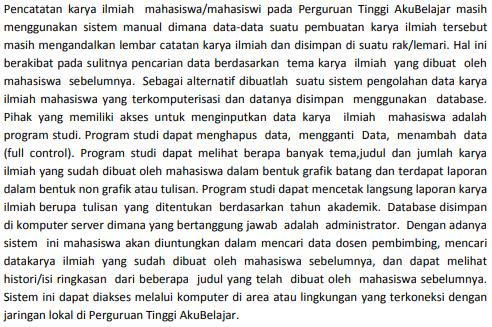 Pencatatan karya ilmiah mahasiswa/mahasiswi pada Perguruan Tinggi AkuBelajar masih
menggunakan sistem manual dimana data-data suatu pembuatan karya ilmiah tersebut
masih mengandalkan lembar catatan karya ilmiah dan disimpan di suatu rak/lemari. Hal ini
berakibat pada sulitnya pencarian data berdasarkan tema karya ilmiah yang dibuat oleh
mahasiswa sebelumnya. Sebagai alternatif dibuatlah suatu sistem pengolahan data karya
ilmiah mahasiswa yang terkomputerisasi dan datanya disimpan menggunakan database.
Pihak yang memiliki akses untuk menginputkan data karya ilmiah mahasiswa adalah
program studi. Program studi dapat menghapus data, mengganti Data, menambah data
(full control). Program studi dapat melihat berapa banyak tema,judul dan jumlah karya
ilmiah yang sudah dibuat oleh mahasiswa dalam bentuk grafik batang dan terdapat laporan
dalam bentuk non grafik atau tulisan. Program studi dapat mencetak langsung laporan karya
ilmiah berupa tulisan yang ditentukan berdasarkan tahun akademik. Database disimpan
di komputer server dimana yang bertanggung jawab adalah administrator. Dengan adanya
sistem ini mahasiswa akan diuntungkan dalam mencari data dosen pembimbing, mencari
datakarya ilmiah yang sudah dibuat oleh mahasiswa sebelumnya, dan dapat melihat
histori/isi ringkasan dari beberapa judul yang telah dibuat oleh mahasiswa sebelumnya.
Sistem ini dapat diakses melalui komputer di area atau lingkungan yang terkoneksi dengan
jaringan lokal di Perguruan Tinggi AkuBelajar.